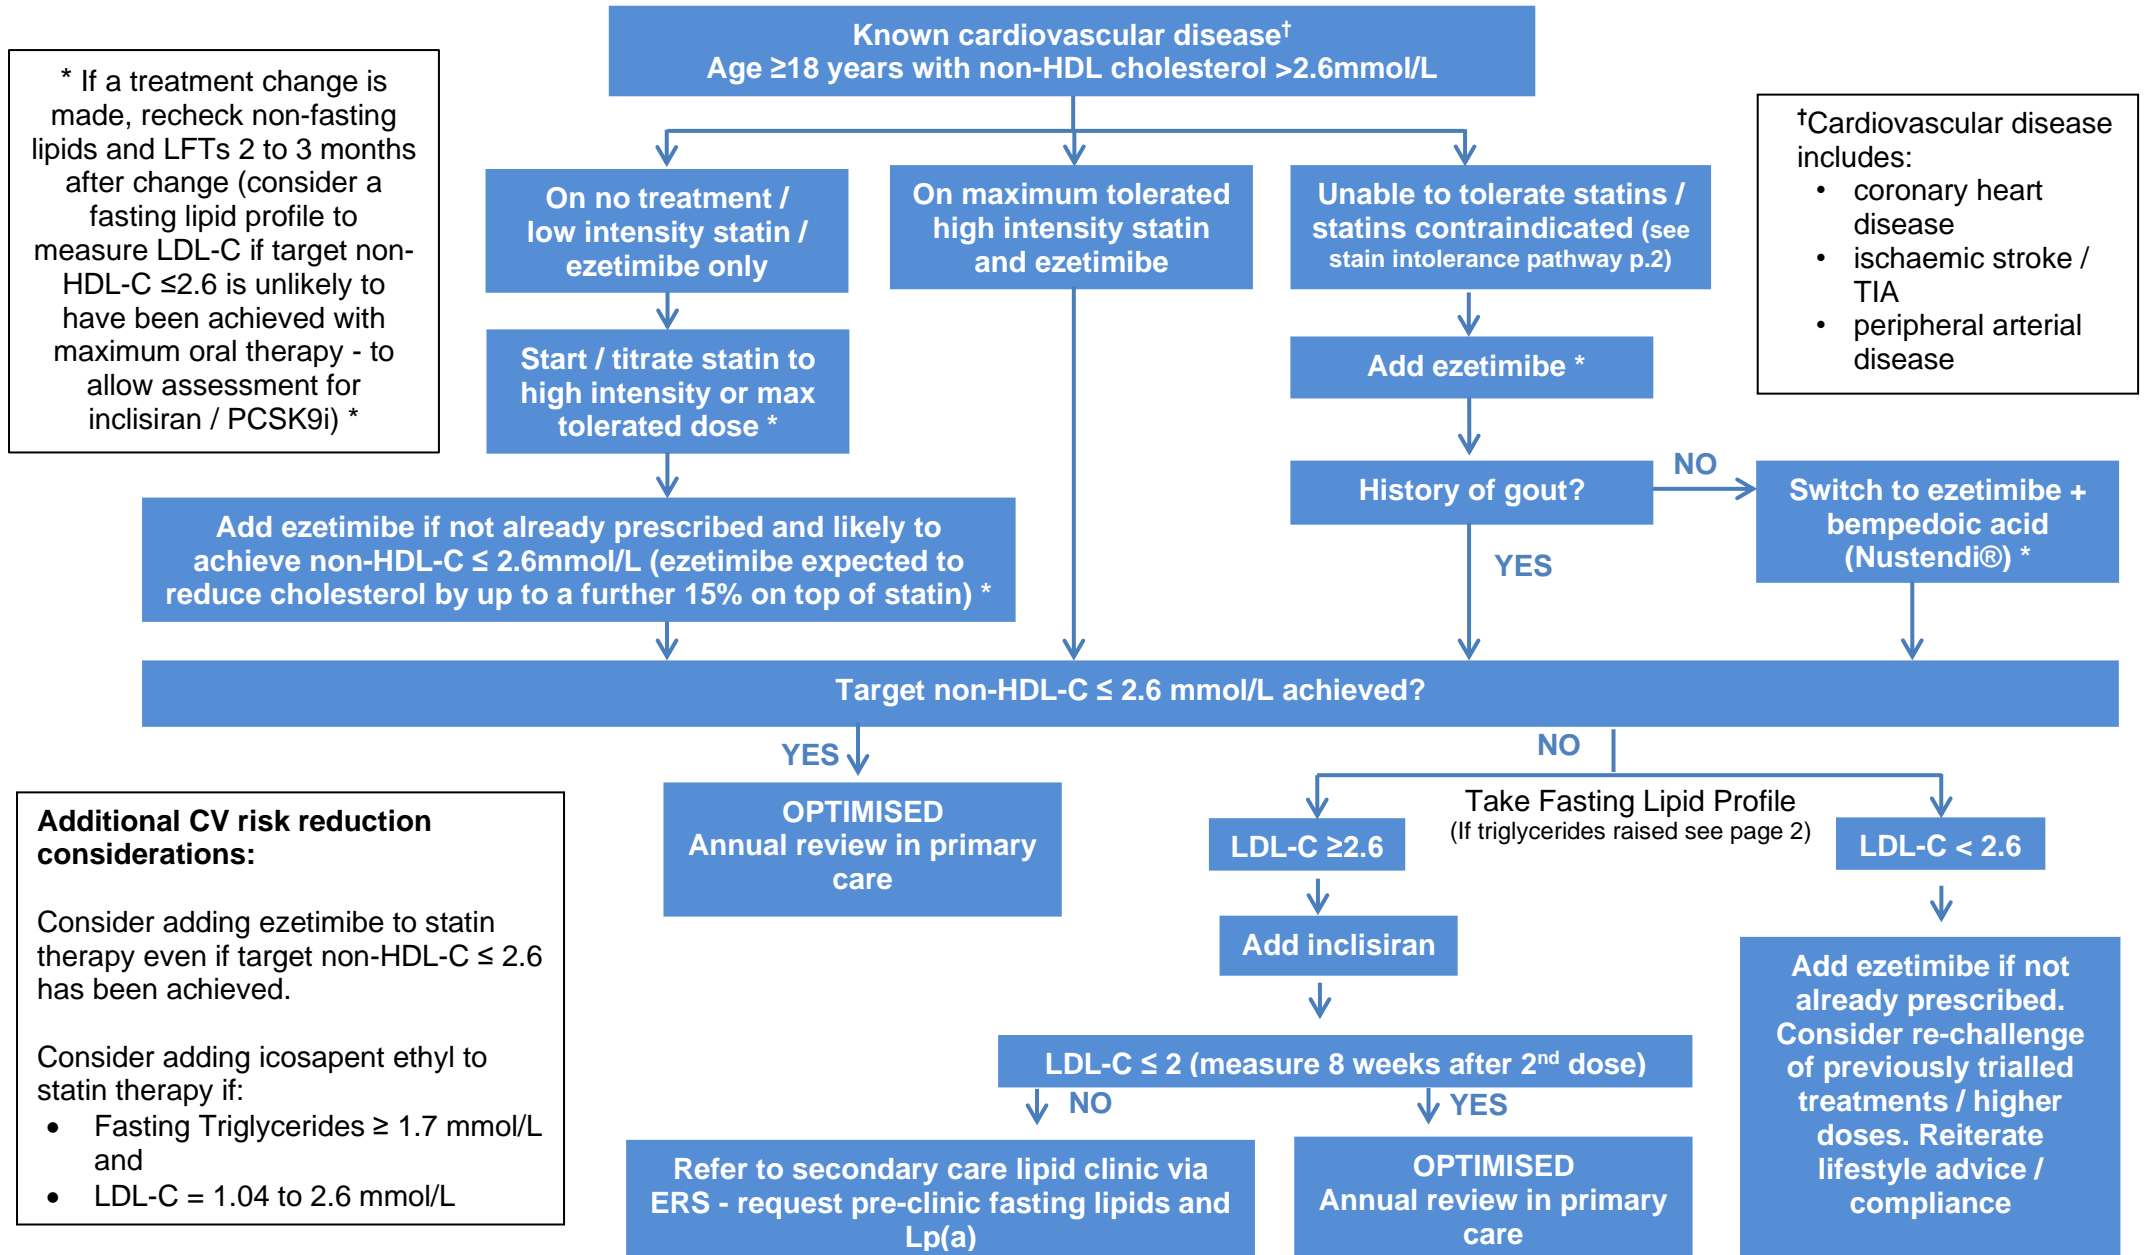 Known cardiovascular disease†
Age ≥18 years with non-HDL cholesterol >2.6mmol/L
* If a treatment change is
made, recheck non-fasting
lipids and LFTs 2 to 3 months
after change (consider a
fasting lipid profile to
measure LDL-C if target non-
HDL-C ≤2.6 is unlikely to
have been achieved with
maximum oral therapy - to
allow assessment for
inclisiran / PCSK9i) *
†Cardiovascular disease
includes:
• coronary heart
disease
• ischaemic stroke /
TIA
• peripheral arterial
disease
On no treatment /
low intensity statin /
ezetimibe only
On maximum tolerated
high intensity statin
and ezetimibe
Unable to tolerate statins /
statins contraindicated (see
stain intolerance pathway p.2)
Start / titrate statin to
high intensity or max
tolerated dose *
Add ezetimibe *
History of gout?
NO
YES
Switch to ezetimibe +
bempedoic acid
(Nustendi®) *
Add ezetimibe if not already prescribed and likely to
achieve non-HDL-C ≤ 2.6mmol/L (ezetimibe expected to
reduce cholesterol by up to a further 15% on top of statin) *
Target non-HDL-C ≤ 2.6 mmol/L achieved?
YES
NO
OPTIMISED
Annual review in primary
care
Take Fasting Lipid Profile
(If triglycerides raised see page 2)
LDL-C ≥2.6
LDL-C < 2.6
Add inclisiran
LDL-C ≤ 2 (measure 8 weeks after 2nd dose)
NO
YES
Refer to secondary care lipid clinic via
ERS - request pre-clinic fasting lipids and
Lp(a)
OPTIMISED
Annual review in primary
care
Add ezetimibe if not
already prescribed.
Consider re-challenge
of previously trialled
treatments / higher
doses. Reiterate
lifestyle advice /
compliance
Additional CV risk reduction
considerations:
Consider adding ezetimibe to statin
therapy even if target non-HDL-C ≤ 2.6
has been achieved.
Consider adding icosapent ethyl to
statin therapy if:
• Fasting Triglycerides ≥ 1.7 mmol/L
and
• LDL-C = 1.04 to 2.6 mmol/L